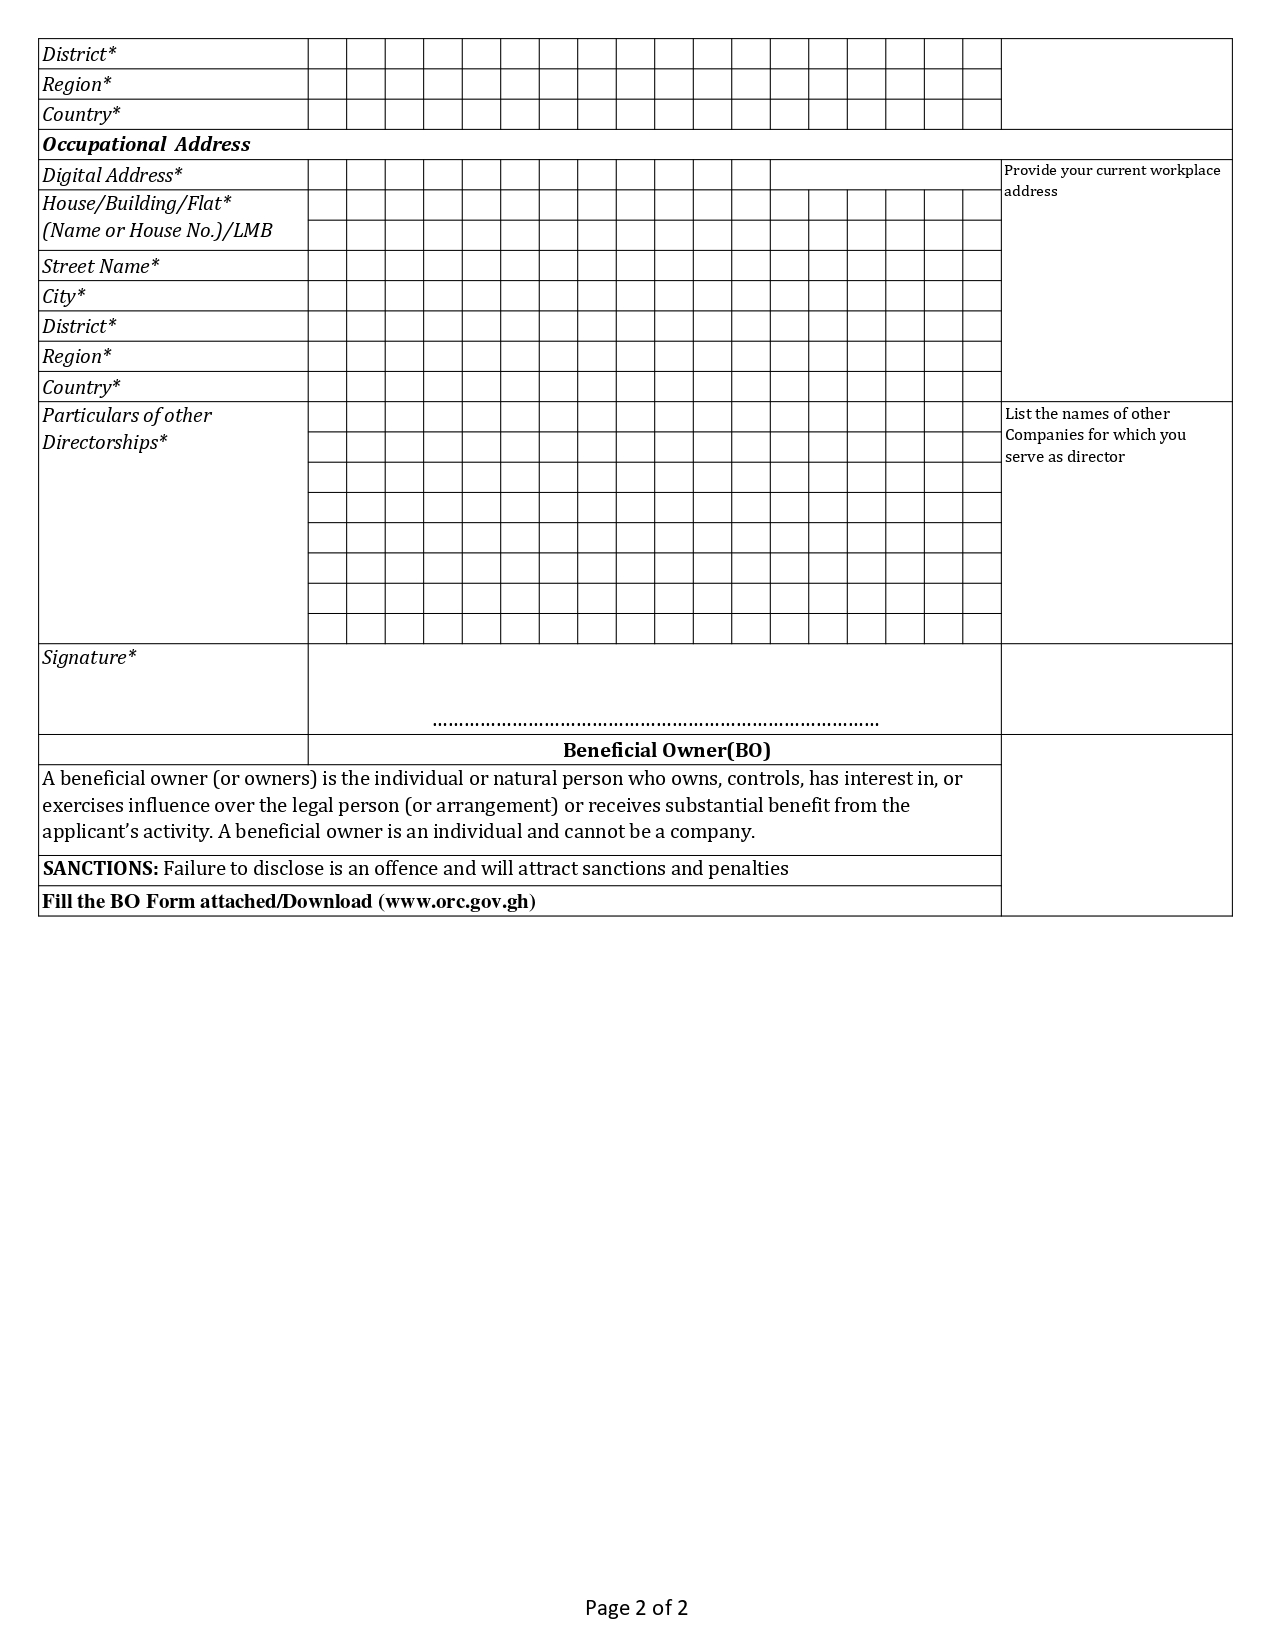 District*
Region*
Country*
Occupational Address
Digital Address*
Provide your current workplace
address
House/Building/Flat*
(Name or House No.)/LMB
Street Name*
City*
District*
Region*
Country*
Particulars of other
Directorships*
List the names of other
Companies for which you
serve as director
Signature*
................................................................................
Beneficial Owner(BO)
A beneficial owner (or owners) is the individual or natural person who owns, controls, has interest in, or
exercises influence over the legal person (or arrangement) or receives substantial benefit from the
applicant’s activity. A beneficial owner is an individual and cannot be a company.
SANCTIONS: Failure to disclose is an offence and will attract sanctions and penalties
Fill the BO Form attached/Download (www.orc.gov.gh)
Page 2 of 2